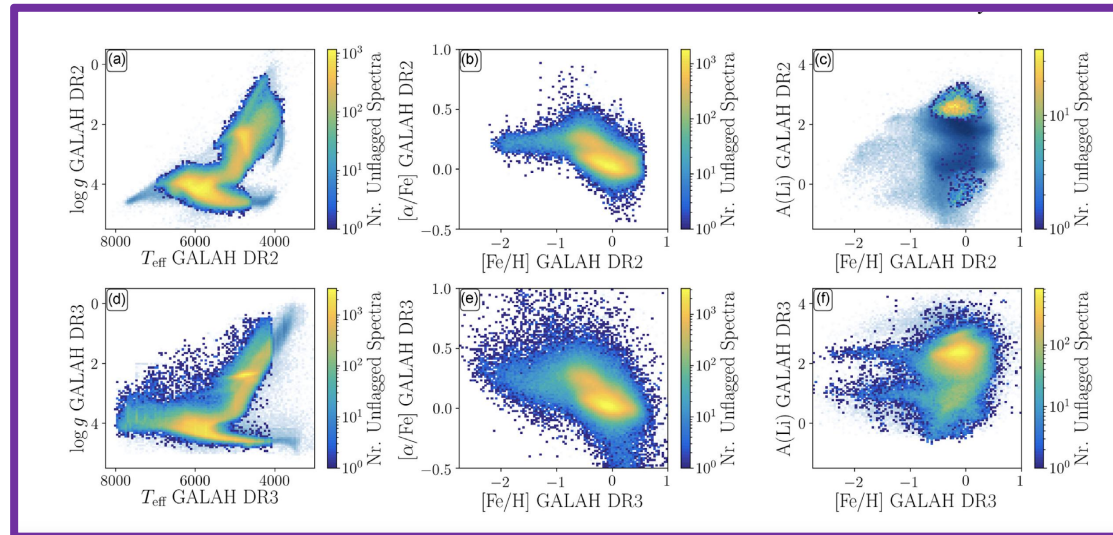 (a)
log g GALAH DR2
0
2
4
8000 6000 4000
T_eff GALAH DR2
10^3
10^2
10^1
10^0
Nr. Unflagged Spectra
(b)
[α/Fe] GALAH DR2
1.0
0.5
0.0
−0.5
−2 −1 0 1
[Fe/H] GALAH DR2
10^2
10^1
10^0
Nr. Unflagged Spectra
(c)
A(Li) GALAH DR2
4
2
0
−2 −1 0 1
[Fe/H] GALAH DR2
10^1
10^0
Nr. Unflagged Spectra
(d)
log g GALAH DR3
0
2
4
8000 6000 4000
T_eff GALAH DR3
10^3
10^2
10^1
10^0
Nr. Unflagged Spectra
(e)
[α/Fe] GALAH DR3
1.0
0.5
0.0
−0.5
−2 −1 0 1
[Fe/H] GALAH DR3
10^3
10^2
10^1
10^0
Nr. Unflagged Spectra
(f)
A(Li) GALAH DR3
4
2
0
−2 −1 0 1
[Fe/H] GALAH DR3
10^2
10^1
10^0
Nr. Unflagged Spectra